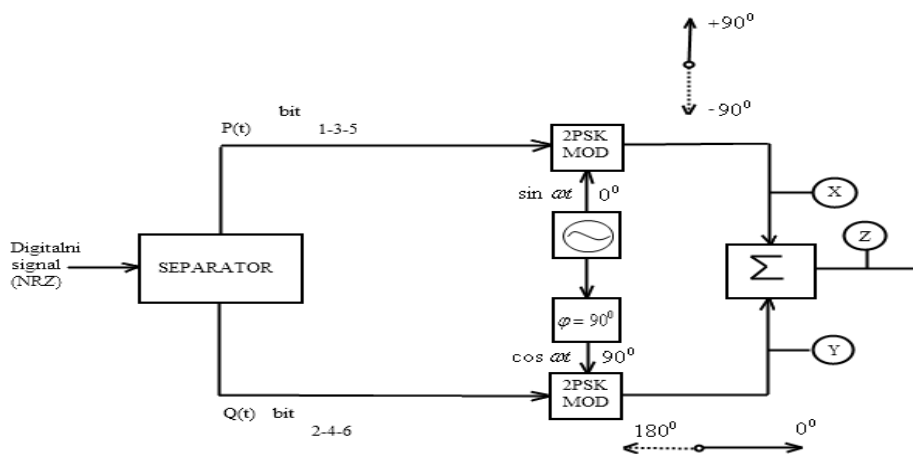 +90⁰
-90⁰
bit
P(t)
1-3-5
2PSK
MOD
sin ωt
0⁰
X
Digitalni
signal
(NRZ)
SEPARATOR
Z
Σ
φ = 90⁰
cos ωt
90⁰
Y
2PSK
MOD
Q(t) bit
2-4-6
180⁰
0⁰